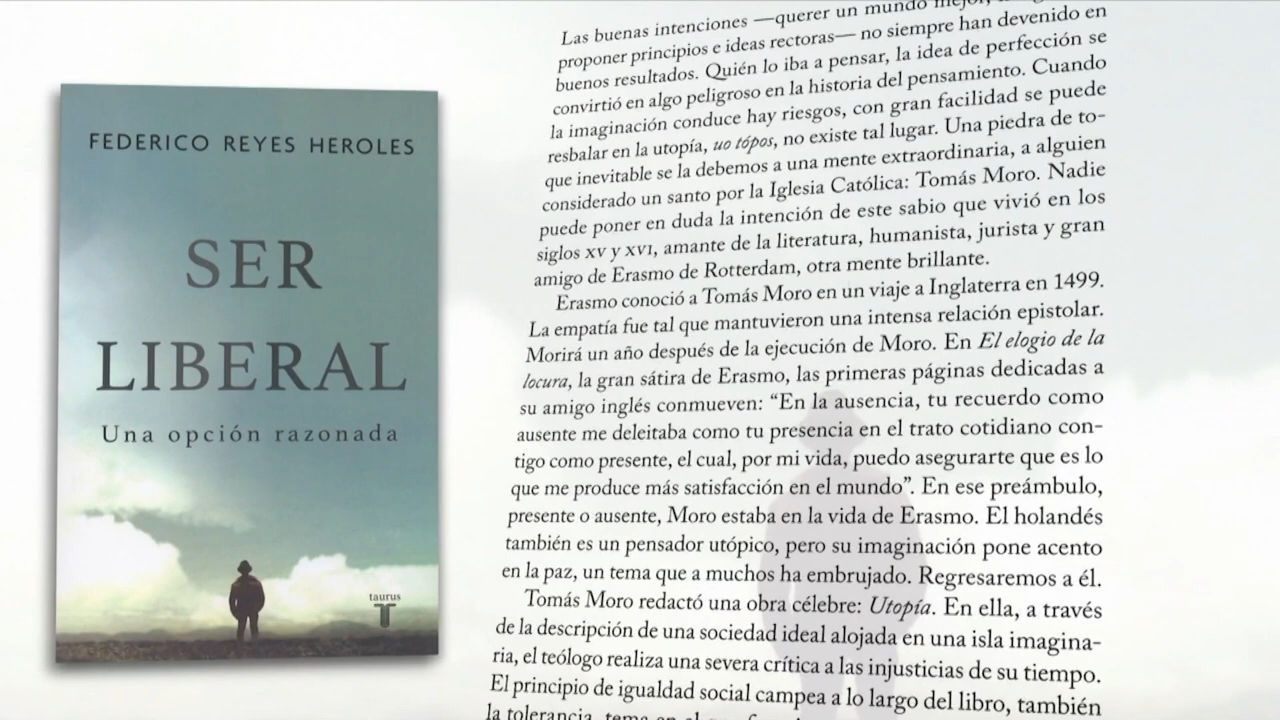 FEDERICO REYES HEROLES
SER
LIBERAL
Una opción razonada
taurus
T
Las buenas intenciones —querer un mundo mejor,
proponer principios e ideas rectoras— no siempre han devenido en
buenos resultados. Quién lo iba a pensar, la idea de perfección se
convirtió en algo peligroso en la historia del pensamiento. Cuando
la imaginación conduce hay riesgos, con gran facilidad se puede
resbalar en la utopía, uo tópos, no existe tal lugar. Una piedra de to-
que inevitable se la debemos a una mente extraordinaria, a alguien
considerado un santo por la Iglesia Católica: Tomás Moro. Nadie
puede poner en duda la intención de este sabio que vivió en los
siglos XV y XVI, amante de la literatura, humanista, jurista y gran
amigo de Erasmo de Rotterdam, otra mente brillante.
Erasmo conoció a Tomás Moro en un viaje a Inglaterra en 1499.
La empatía fue tal que mantuvieron una intensa relación epistolar.
Morirá un año después de la ejecución de Moro. En El elogio de la
locura, la gran sátira de Erasmo, las primeras páginas dedicadas a
su amigo inglés conmueven: “En la ausencia, tu recuerdo como
ausente me deleitaba como tu presencia en el trato cotidiano con-
tigo como presente, el cual, por mi vida, puedo asegurarte que es lo
que me produce más satisfacción en el mundo”. En ese preámbulo,
presente o ausente, Moro estaba en la vida de Erasmo. El holandés
también es un pensador utópico, pero su imaginación pone acento
en la paz, un tema que a muchos ha embrujado. Regresaremos a él.
Tomás Moro redactó una obra célebre: Utopía. En ella, a través
de la descripción de una sociedad ideal alojada en una isla imagina-
ria, el teólogo realiza una severa crítica a las injusticias de su tiempo.
El principio de igualdad social campea a lo largo del libro, también
la tolerancia, tema en el